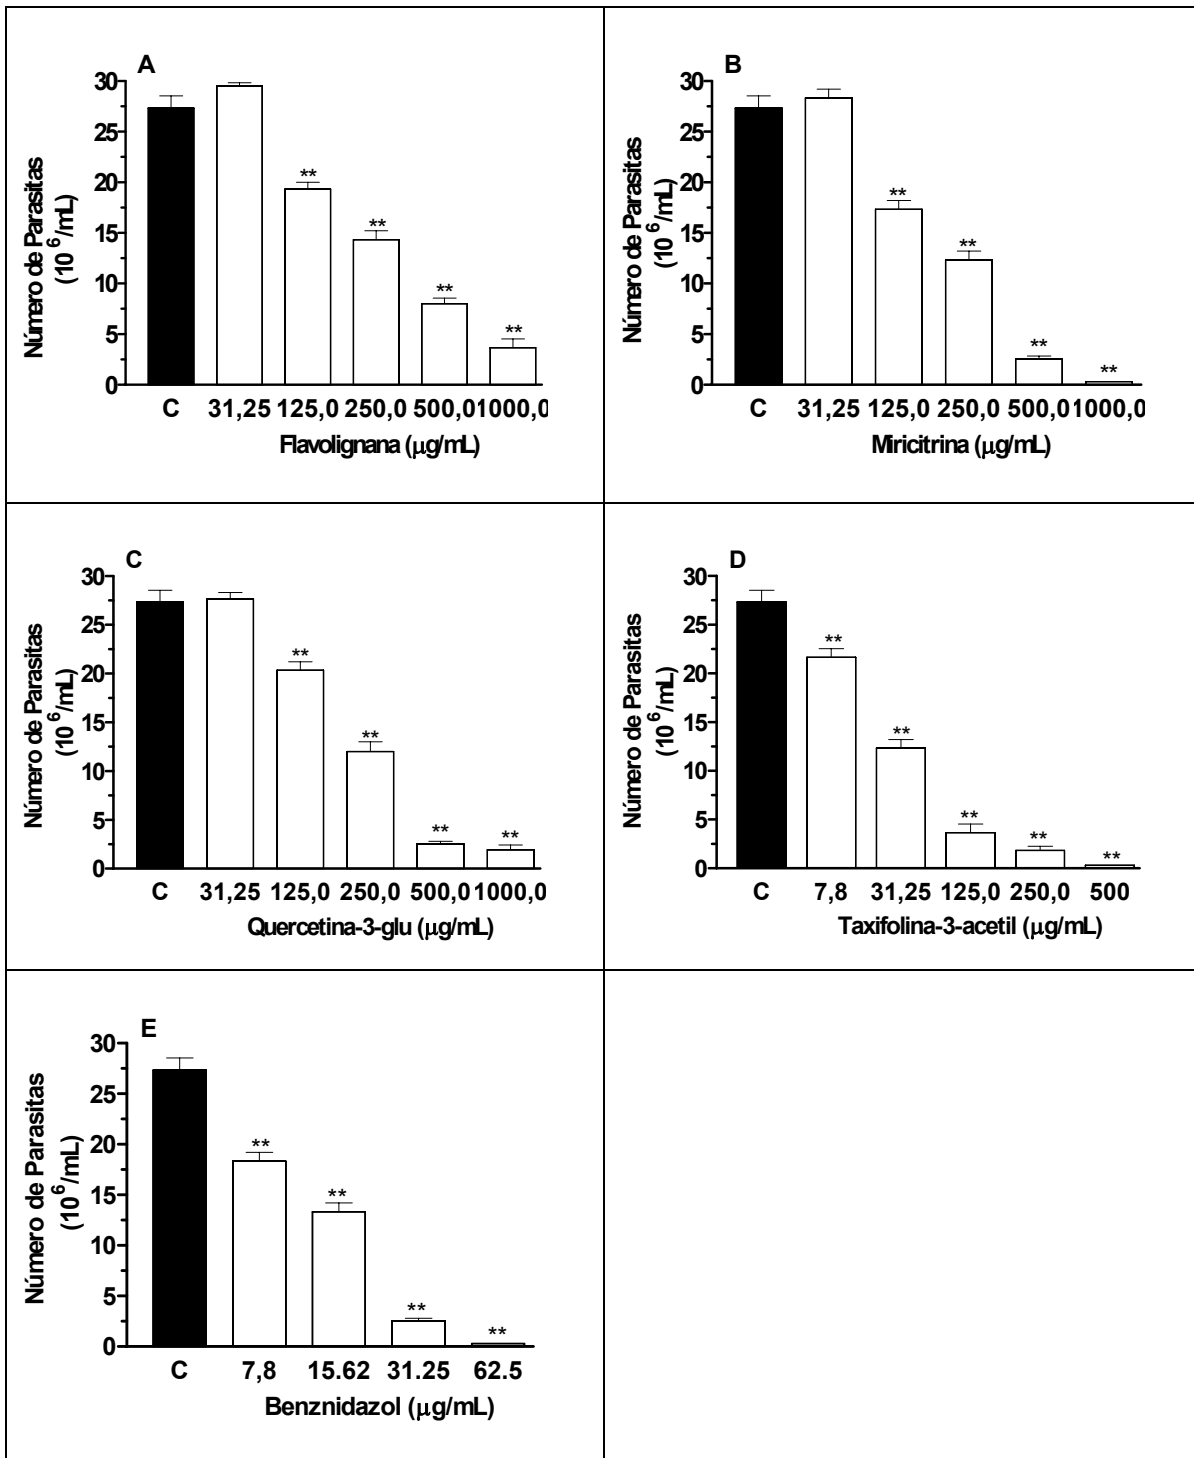 A
30
25
20
15
10
5
0
Número de Parasitas
(10 6/mL)
** ** ** **
C 31,25 125,0 250,0 500,0 1000,0
Flavolignana (μg/mL)
B
30
25
20
15
10
5
0
Número de Parasitas
(10 6/mL)
** ** ** **
C 31,25 125,0 250,0 500,0 1000,0
Miricitrina (μg/mL)
C
30
25
20
15
10
5
0
Número de Parasitas
(10 6/mL)
** ** ** **
C 31,25 125,0 250,0 500,0 1000,0
Quercetina-3-glu (μg/mL)
D
30
25
20
15
10
5
0
Número de Parasitas
(10 6/mL)
** ** ** ** **
C 7,8 31,25 125,0 250,0 500
Taxifolina-3-acetil (μg/mL)
E
30
25
20
15
10
5
0
Número de Parasitas
(10 6/mL)
** ** ** **
C 7,8 15.62 31.25 62.5
Benznidazol (μg/mL)